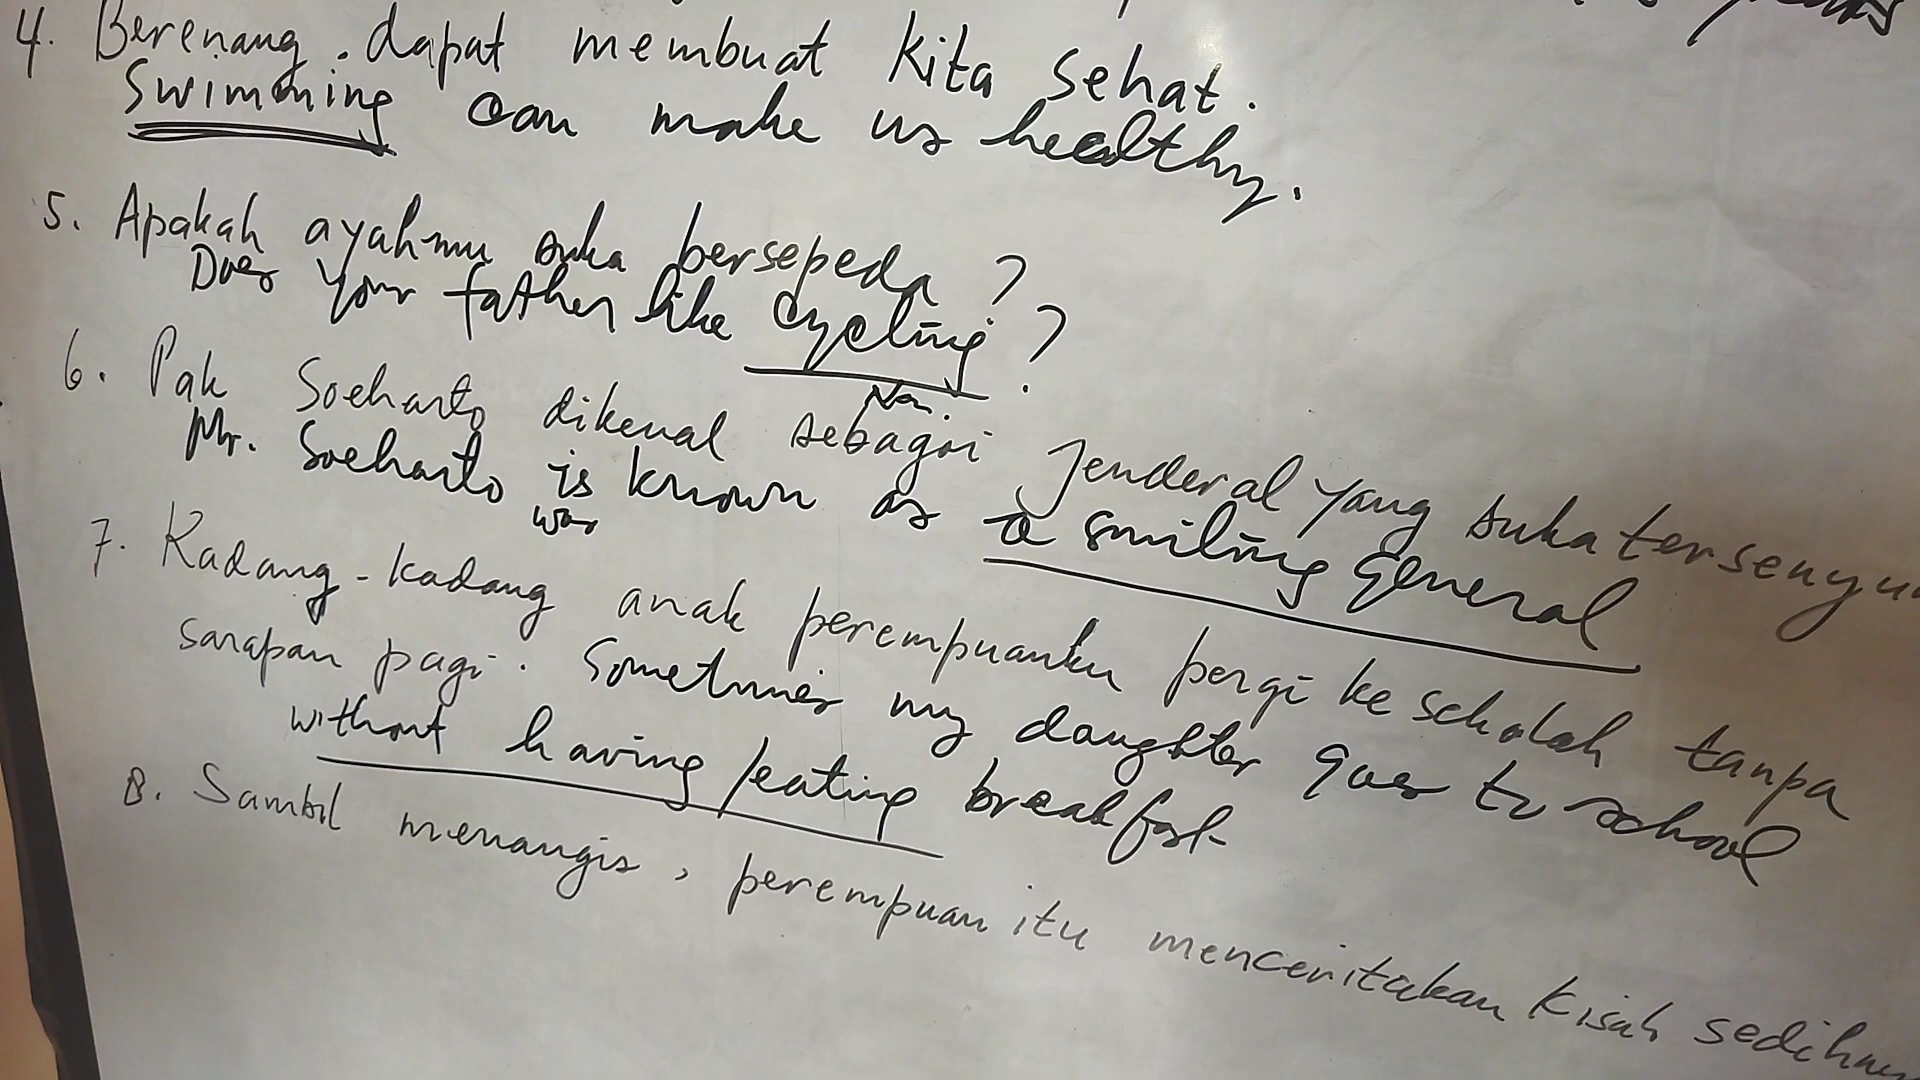 4. Berenang dapat membuat kita sehat.
Swimming can make us healthy.
5. Apakah ayahmu suka bersepeda?
Does your father like cycling?
6. Pak Soeharto dikenal sebagai Jenderal yang suka
Mr. Soeharto is known as a smiling general
was
7. Kadang-kadang anak perempuanku pergi ke sekolah tanpa
sarapan pagi. Sometimes my daughter goes to school
without having/eating breakfast
8. Sambil menangis, perempuan itu menceritakan kisah